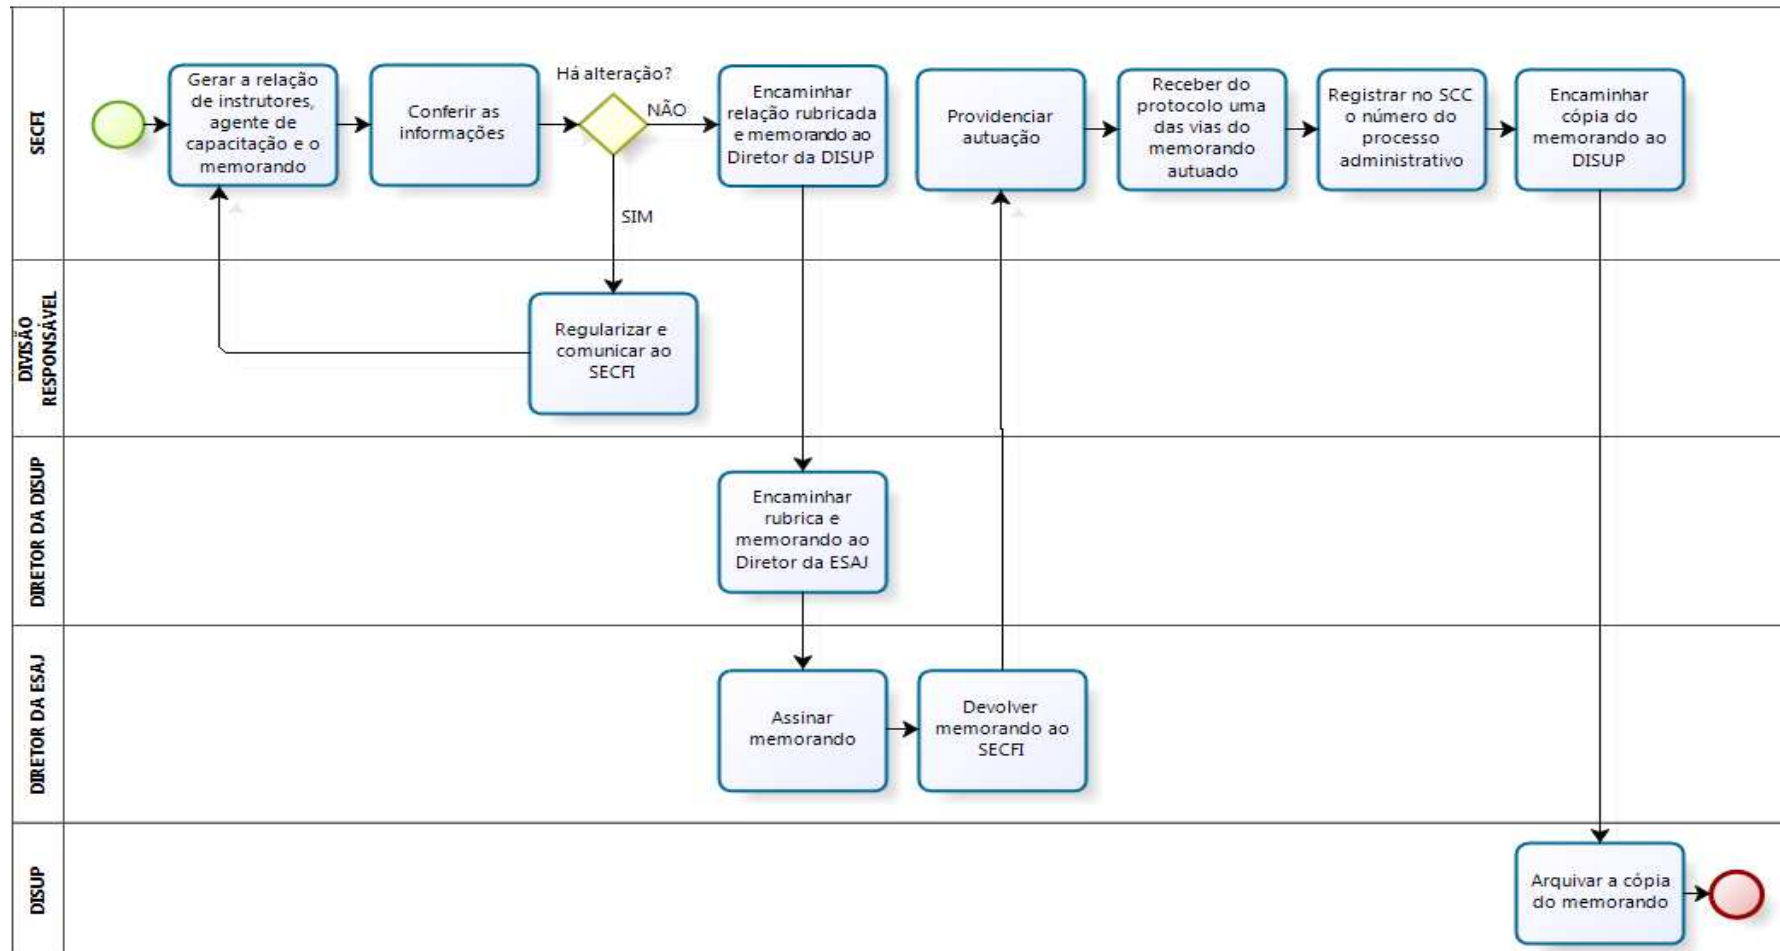 SECFI
Gerar a relação
de instrutores,
agente de
capacitação e o
memorando
Conferir as
informações
Há alteração?
NÃO
SIM
Encaminhar
relação rubricada
e memorando ao
Diretor da DISUP
Providenciar
autuação
Receber do
protocolo uma
das vias do
memorando
autuado
Registrar no SCC
o número do
processo
administrativo
Encaminhar
cópia do
memorando ao
DISUP
DIVISÃO
RESPONSÁVEL
Regularizar e
comunicar ao
SECFI
DIRETOR DA DISUP
Encaminhar
rubrica e
memorando ao
Diretor da ESAJ
DIRETOR DA ESAJ
Assinar
memorando
Devolver
memorando ao
SECFI
DISUP
Arquivar a cópia
do memorando